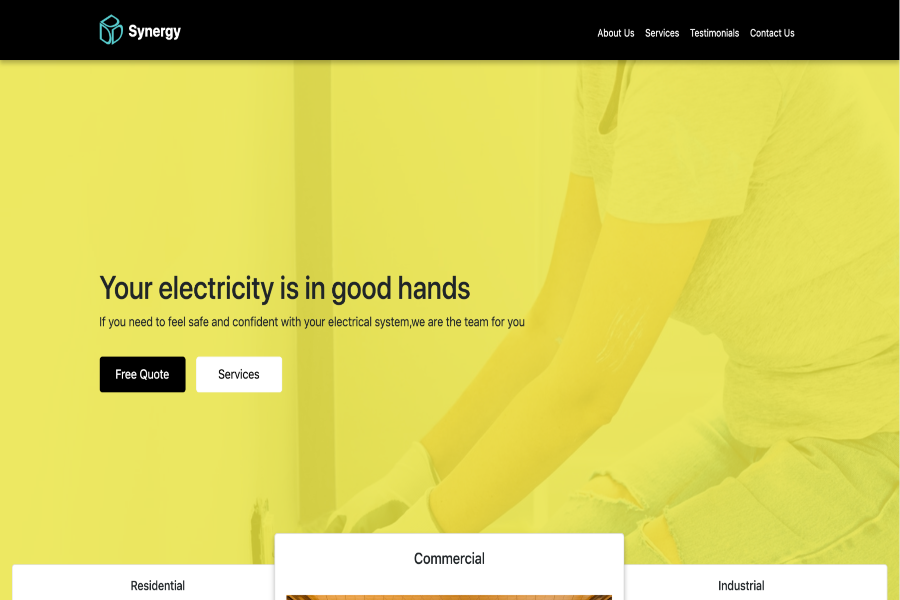 Synergy
About Us Services Testimonials Contact Us
Your electricity is in good hands
If you need to feel safe and confident with your electrical system,we are the team for you
Free Quote Services
Commercial
Residential Industrial